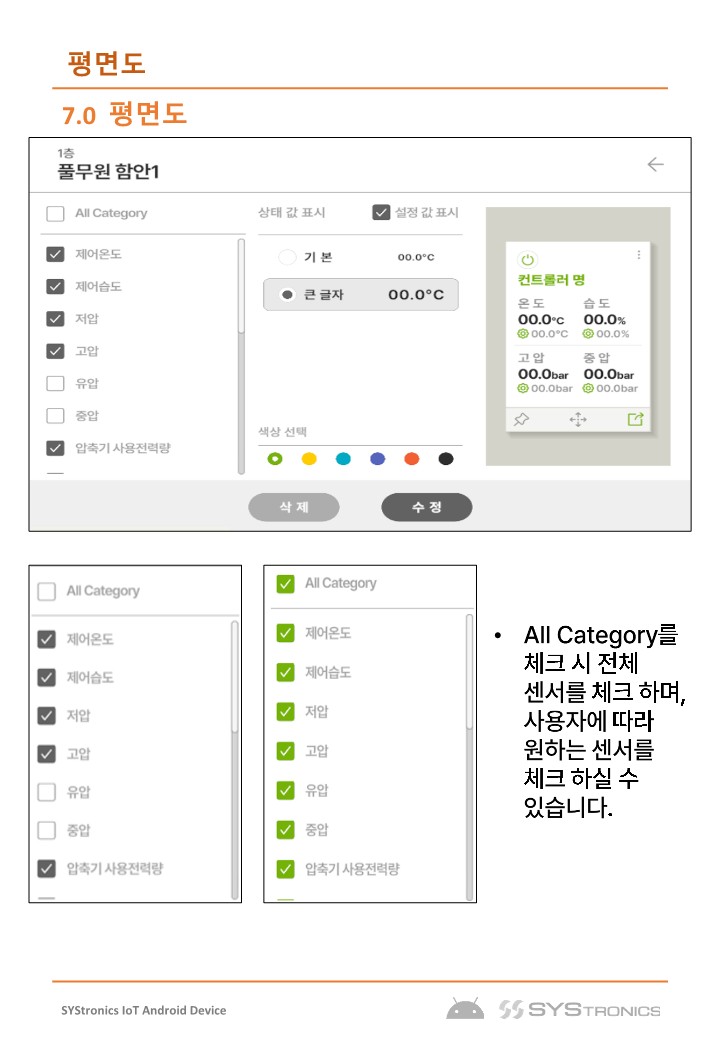 평면도
7.0 평면도
1층
풀무원 함안1
All Category
제어온도
제어습도
저압
고압
유압
중압
압축기 사용전력량
상태 값 표시
설정 값 표시
기 본 00.0°C
큰 글자 00.0°C
색상 선택
컨트롤러 명
온 도 습 도
00.0°C 00.0%
00.0°C 00.0%
고 압 중 압
00.0bar 00.0bar
00.0bar 00.0bar
삭 제
수 정
All Category
제어온도
제어습도
저압
고압
유압
중압
압축기 사용전력량
All Category
제어온도
제어습도
저압
고압
유압
중압
압축기 사용전력량
• All Category를
체크 시 전체
센서를 체크 하며,
사용자에 따라
원하는 센서를
체크 하실 수
있습니다.
SYStronics IoT Android Device
SYSTRONICS